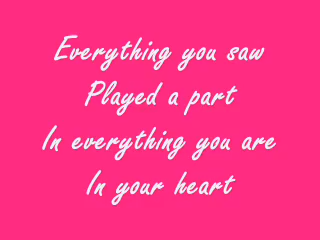 Everything you saw
Played a part
In everything you are
In your heart